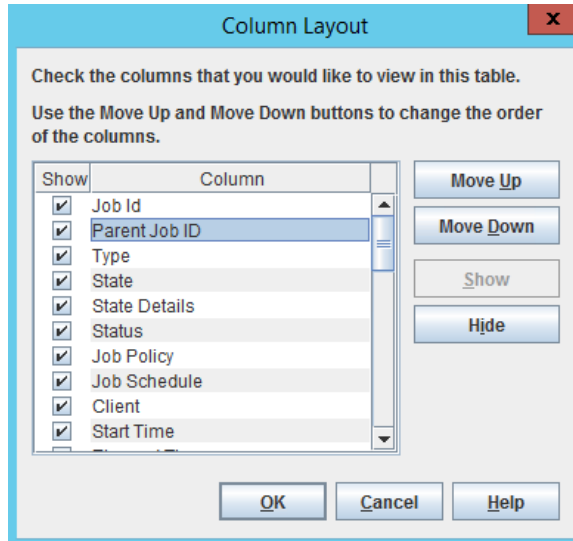 Column Layout
x
Check the columns that you would like to view in this table.
Use the Move Up and Move Down buttons to change the order
of the columns.
Show Column
Job Id
Parent Job ID
Type
State
State Details
Status
Job Policy
Job Schedule
Client
Start Time
Move Up
Move Down
Show
Hide
OK Cancel Help